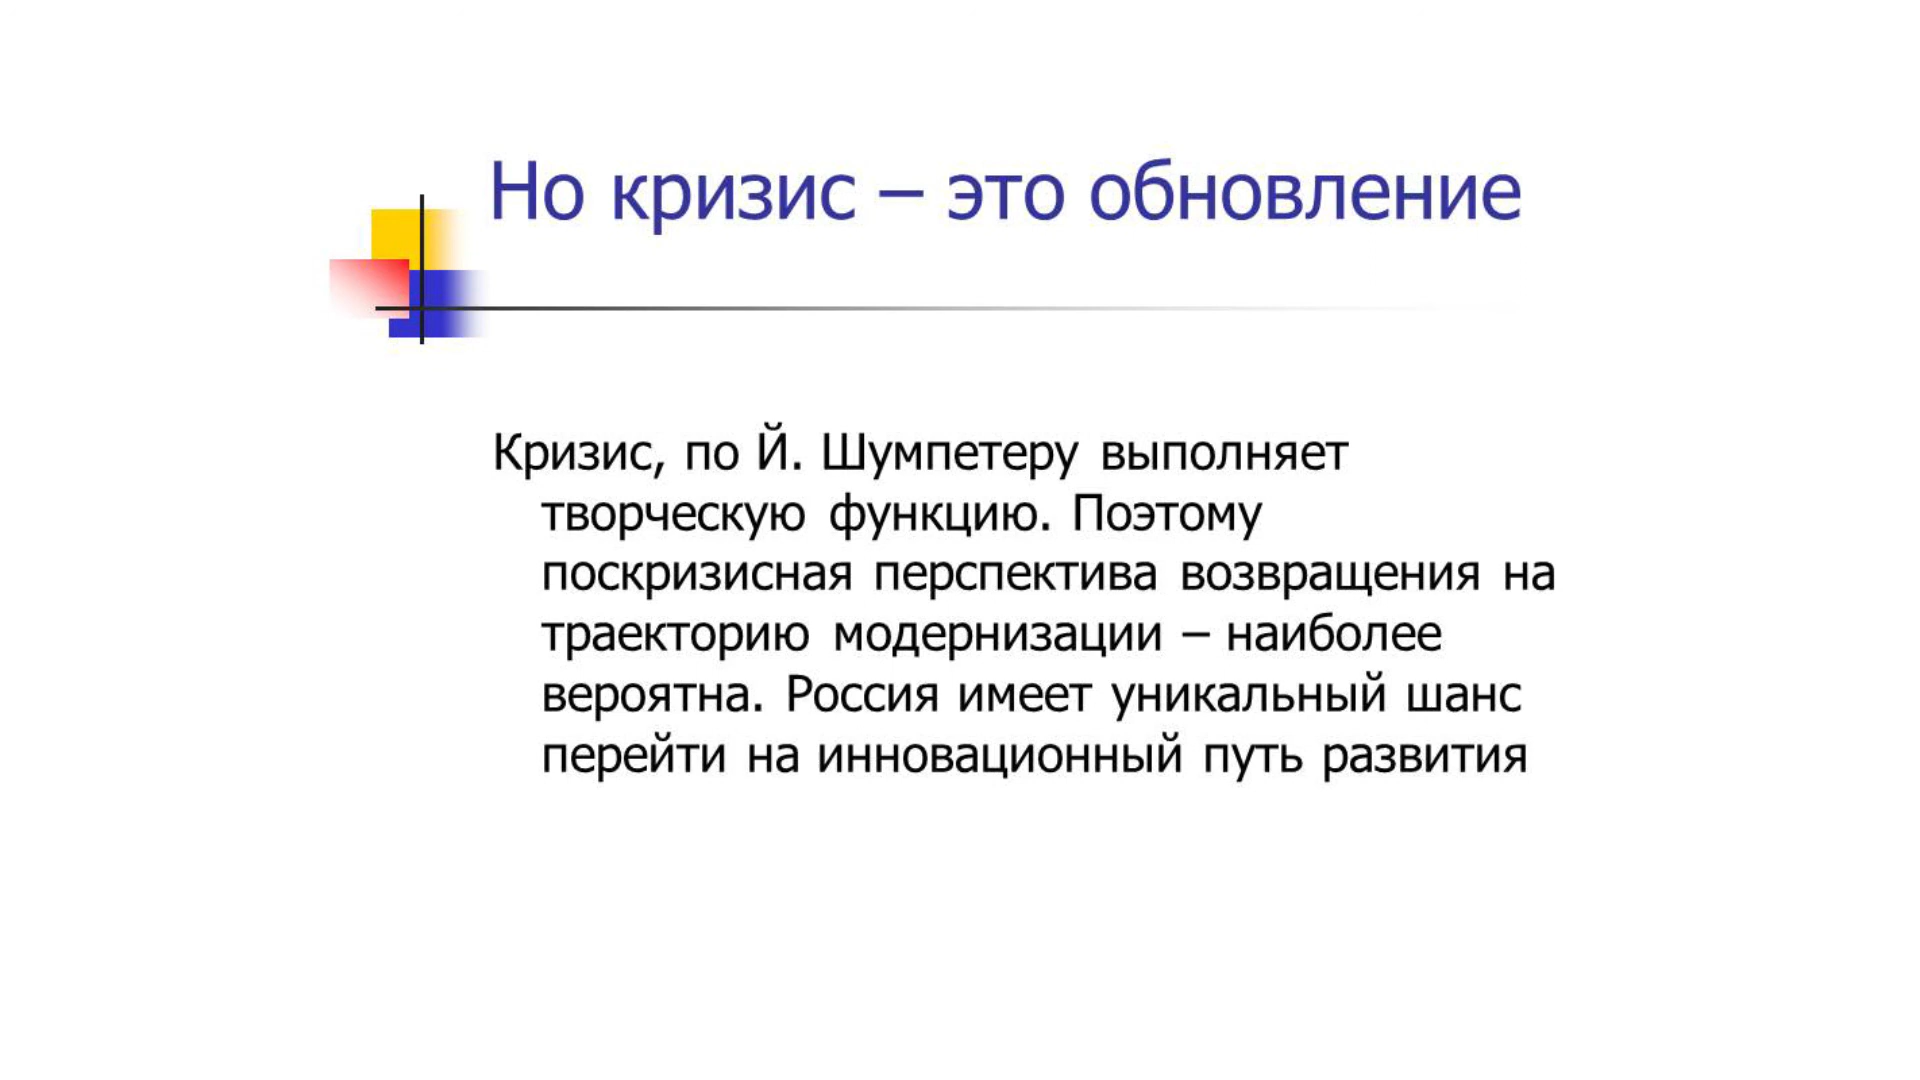 Но кризис – это обновление
Кризис, по Й. Шумпетеру выполняет
творческую функцию. Поэтому
поскризисная перспектива возвращения на
траекторию модернизации – наиболее
вероятна. Россия имеет уникальный шанс
перейти на инновационный путь развития